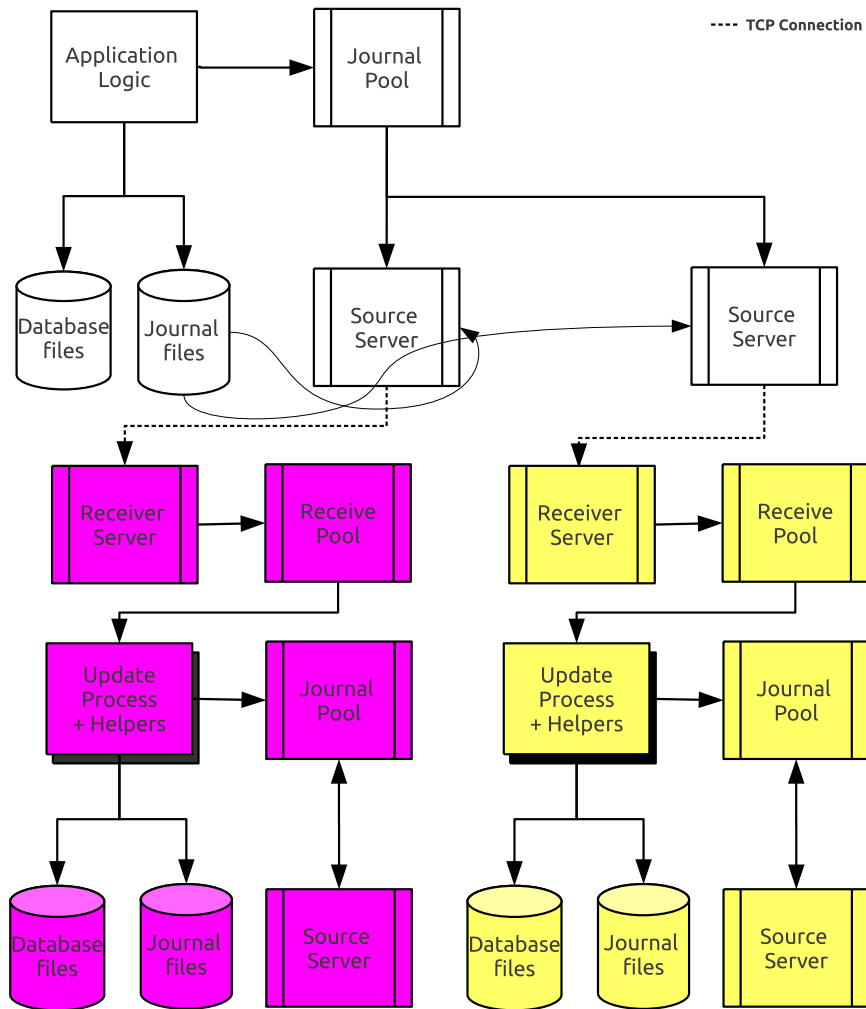 TCP Connection
Application
Logic
Journal
Pool
Database
files
Journal
files
Source
Server
Source
Server
Receiver
Server
Receive
Pool
Receiver
Server
Receive
Pool
Update
Process
+ Helpers
Journal
Pool
Update
Process
+ Helpers
Journal
Pool
Database
files
Journal
files
Source
Server
Database
files
Journal
files
Source
Server